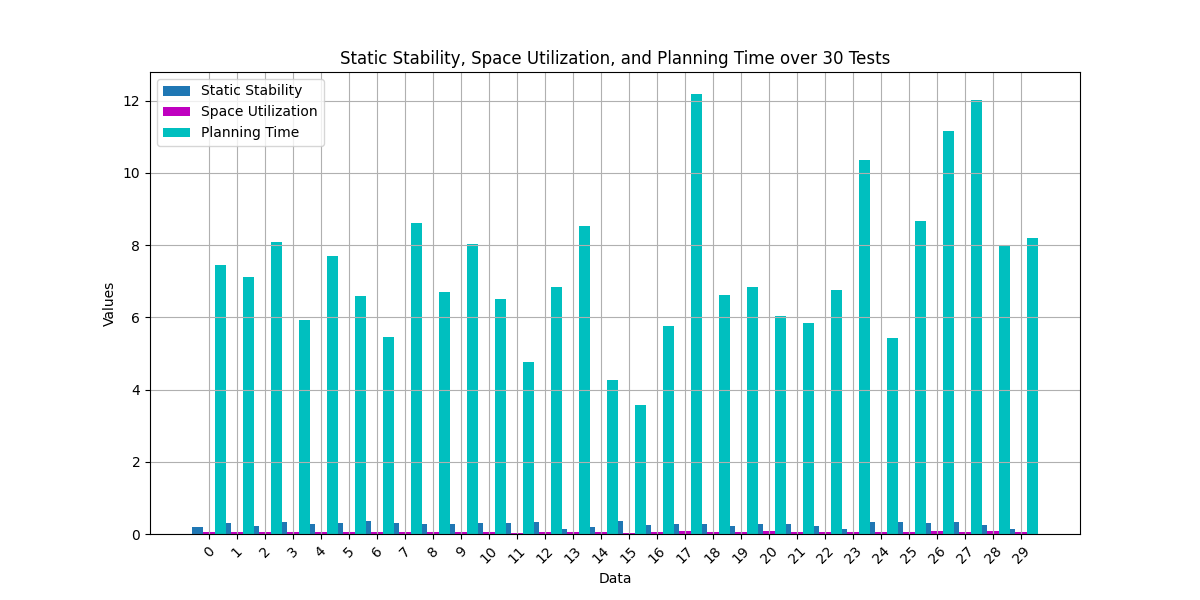 Static Stability, Space Utilization, and Planning Time over 30 Tests
Static Stability
Space Utilization
Planning Time
Values
12
10
8
6
4
2
0
0 1 2 3 4 5 6 7 8 9 10 11 12 13 14 15 16 17 18 19 20 21 22 23 24 25 26 27 28 29
Data